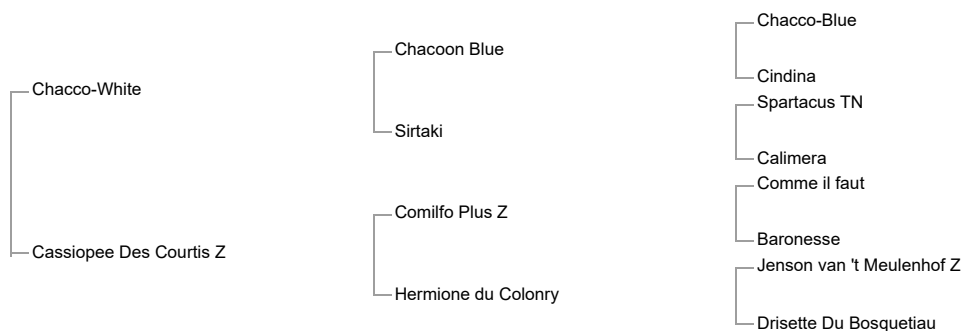 Chacco-Blue
Chacoon Blue
Cindina
Chacco-White
Spartacus TN
Sirtaki
Calimera
Comme il faut
Comilfo Plus Z
Baronesse
Cassiopee Des Courtis Z
Jenson van 't Meulenhof Z
Hermione du Colonry
Drisette Du Bosquetiau